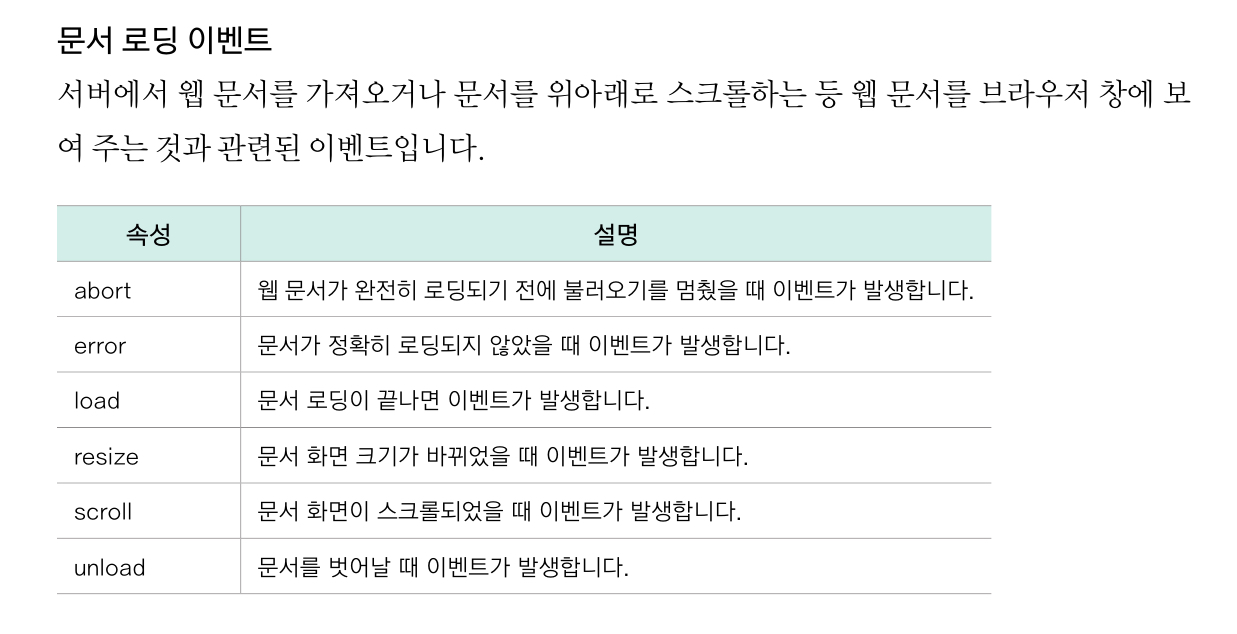 문서 로딩 이벤트
서버에서 웹 문서를 가져오거나 문서를 위아래로 스크롤하는 등 웹 문서를 브라우저 창에 보
여 주는 것과 관련된 이벤트입니다.
속성 설명
abort 웹 문서가 완전히 로딩되기 전에 불러오기를 멈췄을 때 이벤트가 발생합니다.
error 문서가 정확히 로딩되지 않았을 때 이벤트가 발생합니다.
load 문서 로딩이 끝나면 이벤트가 발생합니다.
resize 문서 화면 크기가 바뀌었을 때 이벤트가 발생합니다.
scroll 문서 화면이 스크롤되었을 때 이벤트가 발생합니다.
unload 문서를 벗어날 때 이벤트가 발생합니다.